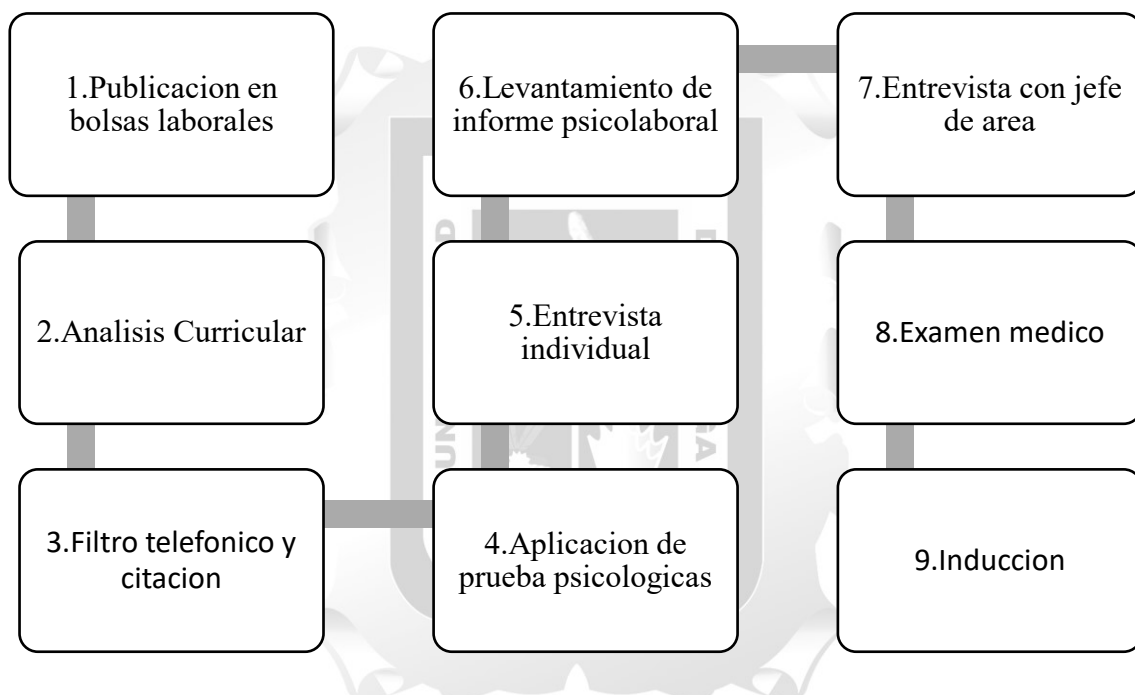 1.Publicacion en
bolsas laborales
2.Analisis Curricular
3.Filtro telefonico y
citacion
4.Aplicacion de
prueba psicologicas
5.Entrevista
individual
6.Levantamiento de
informe psicolaboral
7.Entrevista con jefe
de area
8.Examen medico
9.Induccion